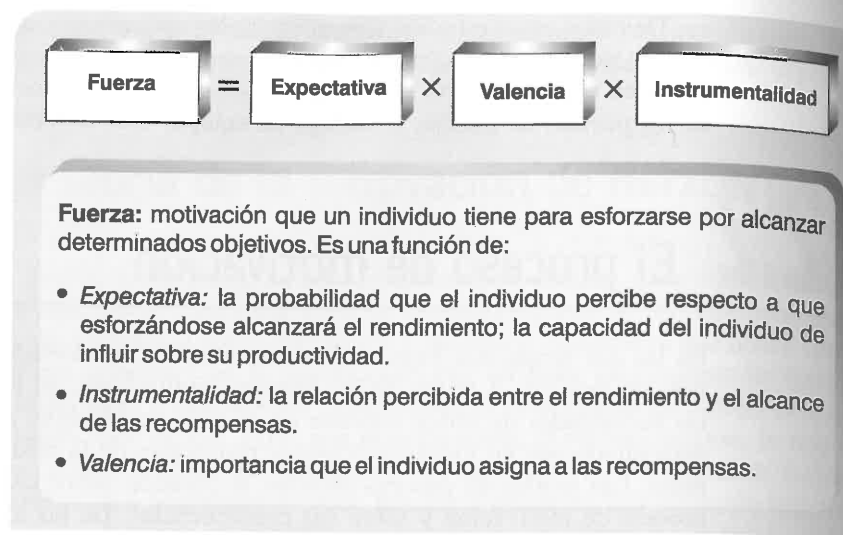 Fuerza = Expectativa × Valencia × Instrumentalidad
Fuerza: motivación que un individuo tiene para esforzarse por alcanzar
determinados objetivos. Es una función de:
• Expectativa: la probabilidad que el individuo percibe respecto a que
esforzándose alcanzará el rendimiento; la capacidad del individuo de
influir sobre su productividad.
• Instrumentalidad: la relación percibida entre el rendimiento y el alcance
de las recompensas.
• Valencia: importancia que el individuo asigna a las recompensas.